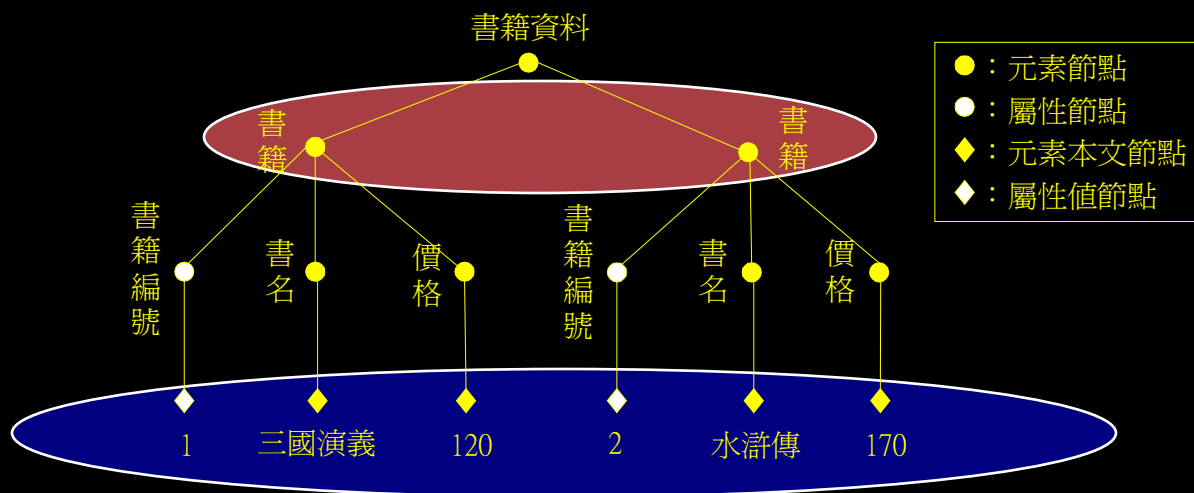 書籍資料
●:元素節點
●:屬性節點
◆:元素本文節點
◆:屬性值節點
書籍
書籍
書籍編號
書名
價格
書籍編號
書名
價格
1
三國演義
120
2
水滸傳
170